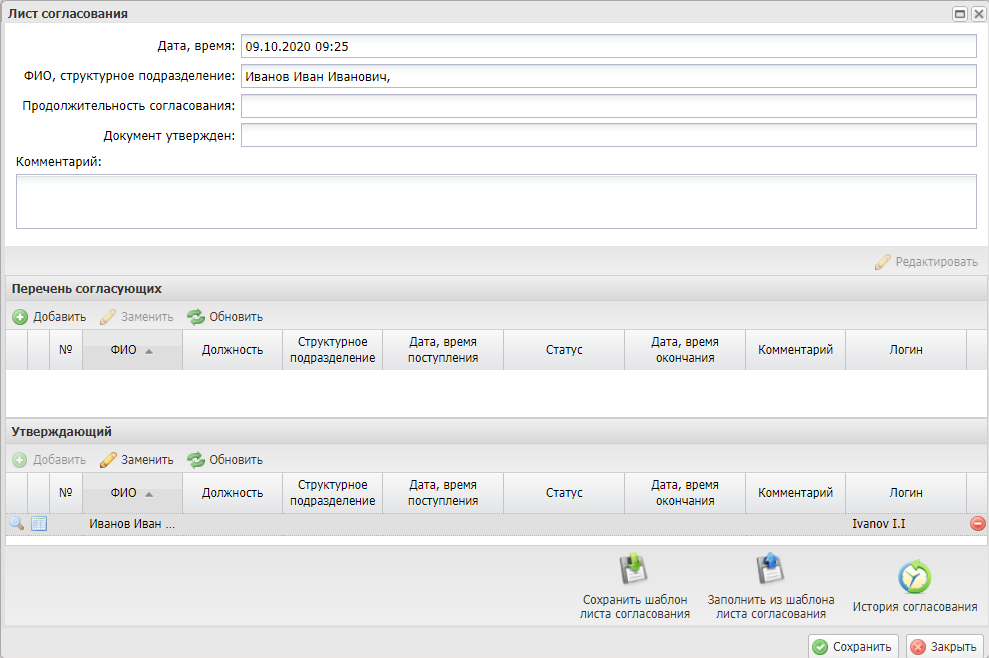 Лист согласования
Дата, время: 09.10.2020 09:25
ФИО, структурное подразделение: Иванов Иван Иванович,
Продолжительность согласования:
Документ утвержден:
Комментарий:
Редактировать
Перечень согласующих
Добавить Заменить Обновить
№ ФИО Должность Структурное подразделение Дата, время поступления Статус Дата, время окончания Комментарий Логин
Утверждающий
Добавить Заменить Обновить
№ ФИО Должность Структурное подразделение Дата, время поступления Статус Дата, время окончания Комментарий Логин
Иванов Иван ... Ivanov I.I
Сохранить шаблон листа согласования
Заполнить из шаблона листа согласования
История согласования
Сохранить Закрыть